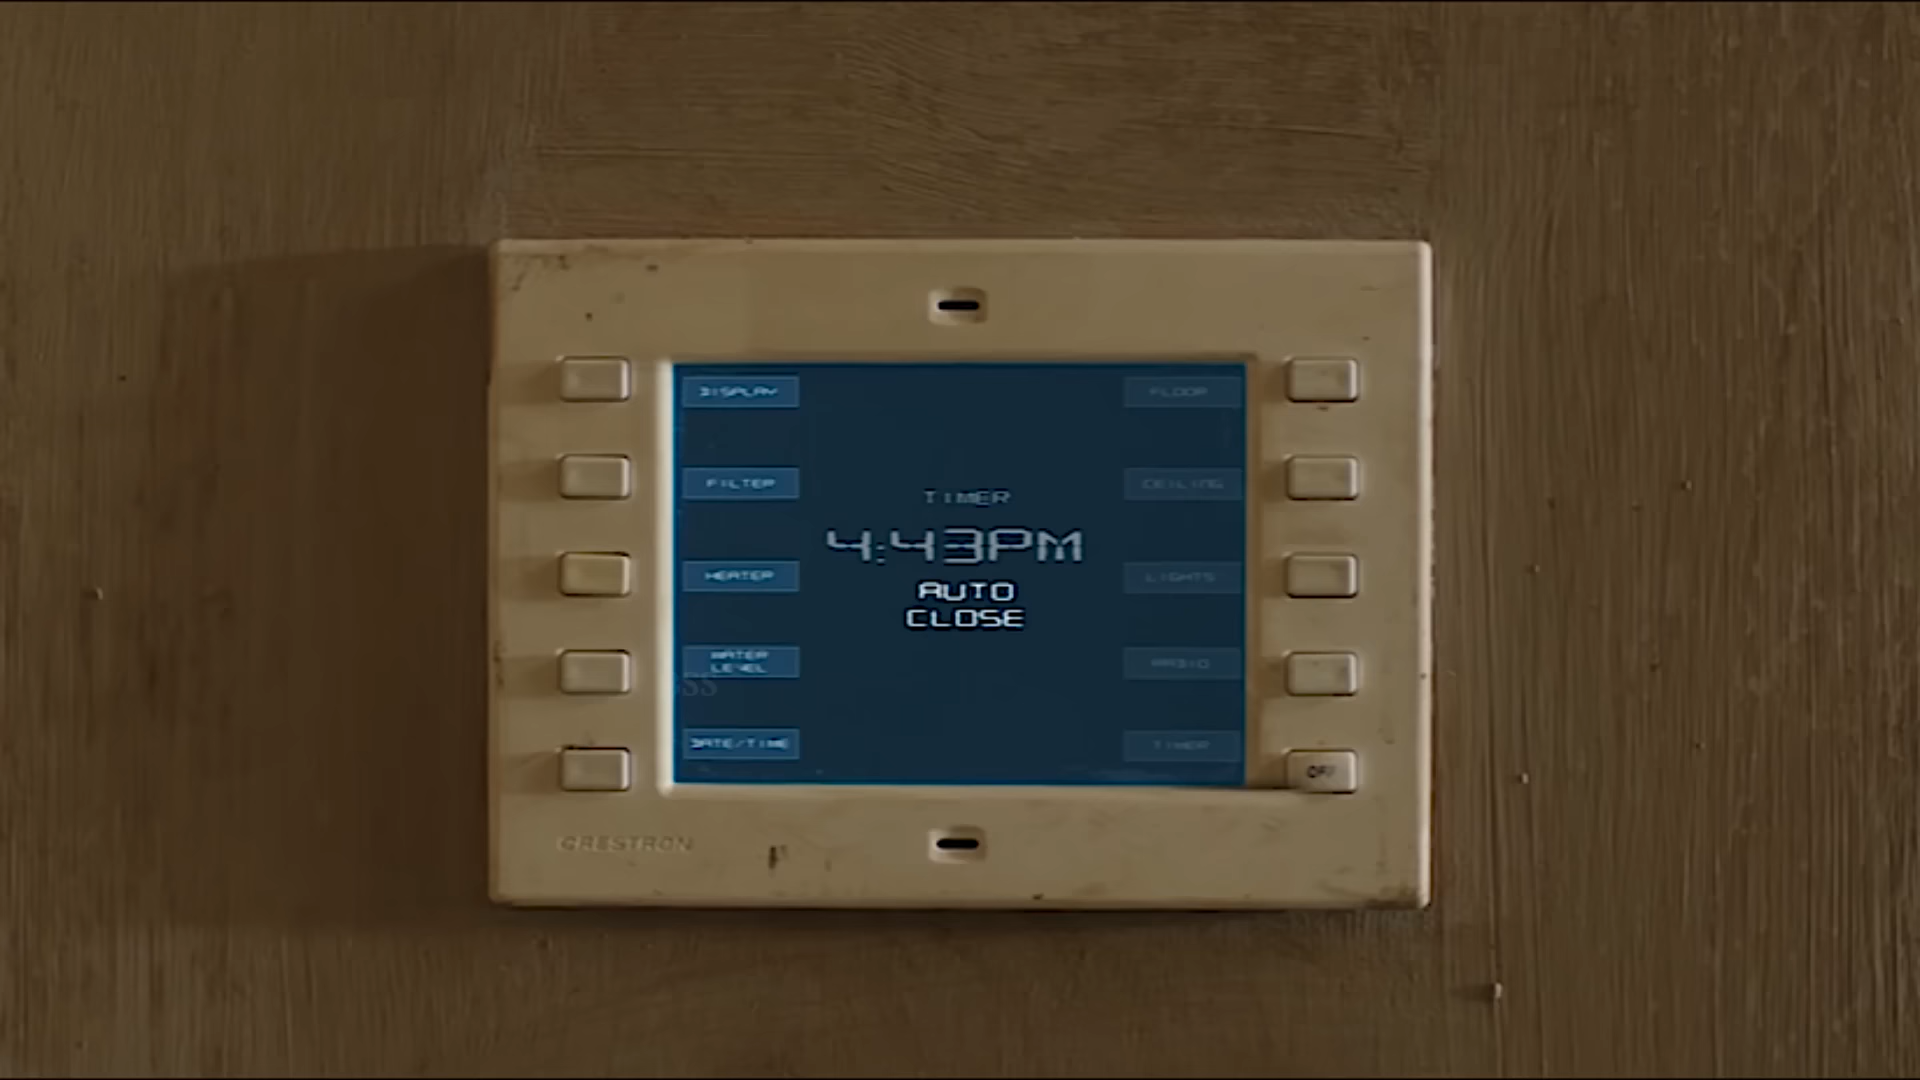 DISPLAY
FLOOR
FILTER
CEILING
TIMER
4:43PM
HEATER
LIGHTS
AUTO
CLOSE
WATER
LEVEL
RADIO
SS
DATE/TIME
TIMER
OFF
CRESTRON